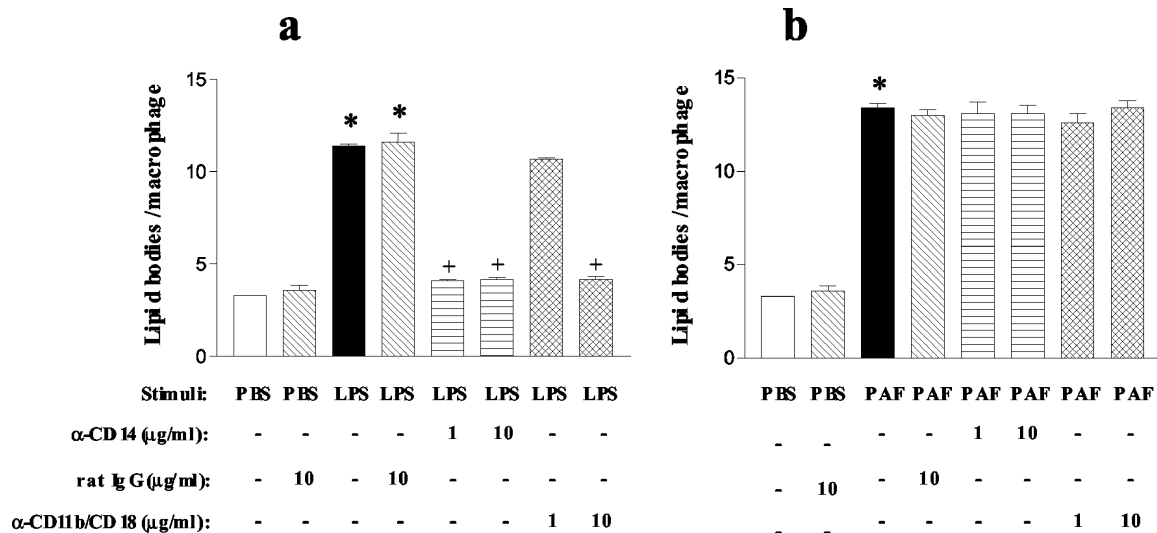 a
b
Lipid bodies /macrophage
15
10
5
0
* * + + +
Lipid bodies /macrophage
15
10
5
0
*
Stimuli: PBS PBS LPS LPS LPS LPS LPS LPS
α-CD14 (μg/ml): - - - - 1 10 - -
rat IgG (μg/ml): - 10 - 10 - - - -
α-CD11b/CD18 (μg/ml): - - - - - - 1 10
PBS PBS PAF PAF PAF PAF PAF PAF
- - - - 1 10 - -
- 10 - 10 - - - -
- - - - - - 1 10